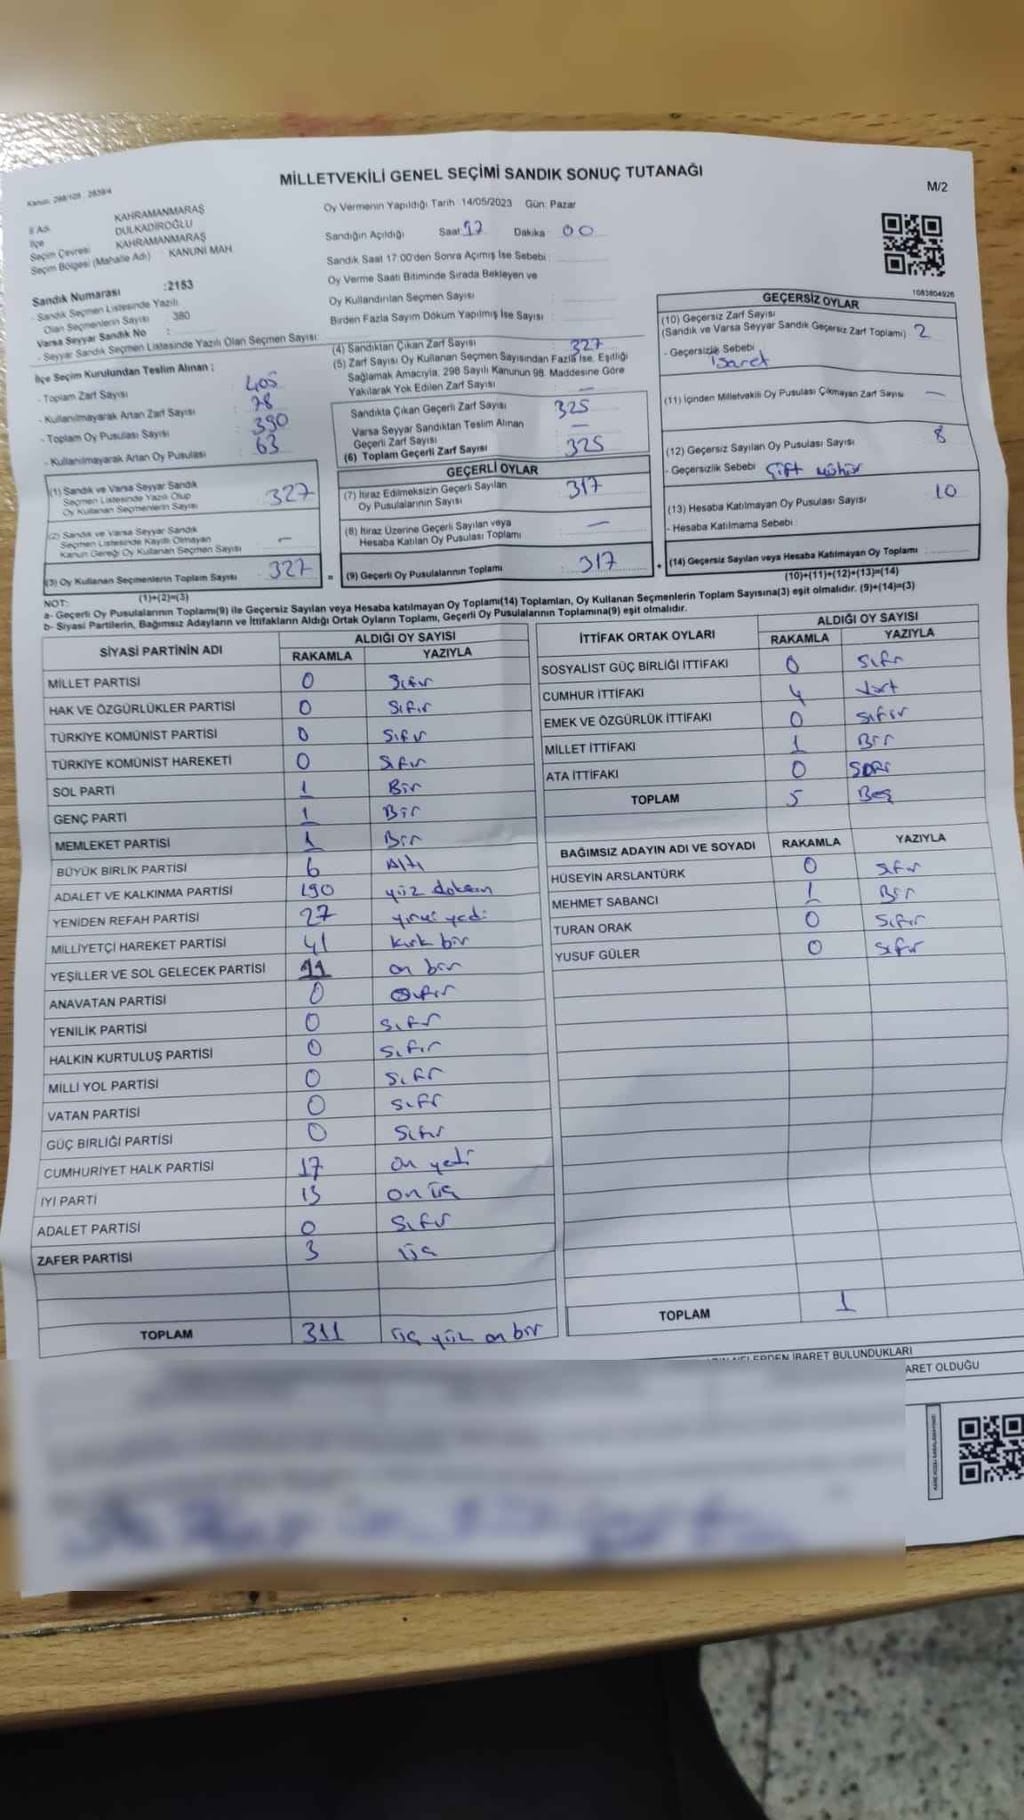 Kanun: 298/105 2839/4
MİLLETVEKİLİ GENEL SEÇİMİ SANDIK SONUÇ TUTANAĞI
M/2
İl Adı KAHRAMANMARAŞ
İlçe DULKADİROĞLU
Seçim Çevresi KAHRAMANMARAŞ
Seçim Bölgesi (Mahalle Adı) KANUNİ MAH.
Sandık Numarası :2153
- Sandık Seçmen Listesinde Yazılı
Olan Seçmenlerin Sayısı 380
Varsa Seyyar Sandık No :
- Seyyar Sandık Seçmen Listesinde Yazılı Olan Seçmen Sayısı:
Oy Vermenin Yapıldığı Tarih 14/05/2023 Gün: Pazar
Sandığın Açıldığı Saat 17 Dakika 00
Sandık Saat 17:00'den Sonra Açımış İse Sebebi :
Oy Verme Saati Bitiminde Sırada Bekleyen ve
Oy Kullandırılan Seçmen Sayısı :
Birden Fazla Sayım Döküm Yapılmış İse Sayısı :
1083804926
İlçe Seçim Kurulundan Teslim Alınan ;
- Toplam Zarf Sayısı : 405
- Kullanılmayarak Artan Zarf Sayısı : 78
- Toplam Oy Pusulası Sayısı : 390
- Kullanılmayarak Artan Oy Pusulası : 63
(1) Sandık ve Varsa Seyyar Sandık
Seçmen Listesinde Yazılı Olup
Oy Kullanan Seçmenlerin Sayısı 327
(2) Sandık ve Varsa Seyyar Sandık
Seçmen Listesinde Kayıtlı Olmayan
Kanun Gereği Oy Kullanan Seçmen Sayısı -
(3) Oy Kullanan Seçmenlerin Toplam Sayısı 327
(1)+(2)=(3)
(4) Sandıktan Çıkan Zarf Sayısı : 327
(5) Zarf Sayısı Oy Kullanan Seçmen Sayısından Fazla İse, Eşitliği
Sağlamak Amacıyla, 298 Sayılı Kanunun 98. Maddesine Göre
Yakılarak Yok Edilen Zarf Sayısı -
Sandıkta Çıkan Geçerli Zarf Sayısı 325
Varsa Seyyar Sandıktan Teslim Alınan
Geçerli Zarf Sayısı -
(6) Toplam Geçerli Zarf Sayısı 325
GEÇERLİ OYLAR
(7) İtiraz Edilmeksizin Geçerli Sayılan
Oy Pusulalarının Sayısı 317
(8) İtiraz Üzerine Geçerli Sayılan veya
Hesaba Katılan Oy Pusulası Toplamı -
(9) Geçerli Oy Pusulalarının Toplamı : 317
GEÇERSİZ OYLAR
(10) Geçersiz Zarf Sayısı
(Sandık ve Varsa Seyyar Sandık Geçersiz Zarf Toplamı) 2
- Geçersizlik Sebebi
işaret
(11) İçinden Milletvekili Oy Pusulası Çıkmayan Zarf Sayısı -
(12) Geçersiz Sayılan Oy Pusulası Sayısı 8
- Geçersizlik Sebebi Çift mühür
(13) Hesaba Katılmayan Oy Pusulası Sayısı 10
- Hesaba Katılmama Sebebi
(14) Geçersiz Sayılan veya Hesaba Katılmayan Oy Toplamı
(10)+(11)+(12)+(13)=(14)
NOT:
a- Geçerli Oy Pusulalarının Toplamı(9) ile Geçersiz Sayılan veya Hesaba katılmayan Oy Toplamı(14) Toplamları, Oy Kullanan Seçmenlerin Toplam Sayısına(3) eşit olmalıdır. (9)+(14)=(3)
b- Siyasi Partilerin, Bağımsız Adayların ve İttifakların Aldığı Ortak Oyların Toplamı, Geçerli Oy Pusulalarının Toplamına(9) eşit olmalıdır.
SİYASİ PARTİNİN ADI ALDIĞI OY SAYISI
RAKAMLA YAZIYLA
MİLLET PARTİSİ 0 Sıfır
HAK VE ÖZGÜRLÜKLER PARTİSİ 0 Sıfır
TÜRKİYE KOMÜNİST PARTİSİ 0 Sıfır
TÜRKİYE KOMÜNİST HAREKETİ 0 Sıfır
SOL PARTİ 1 Bir
GENÇ PARTİ 1 Bir
MEMLEKET PARTİSİ 1 Bir
BÜYÜK BİRLİK PARTİSİ 6 Altı
ADALET VE KALKINMA PARTİSİ 190 yüz doksan
YENİDEN REFAH PARTİSİ 27 yirmi yedi
MİLLİYETÇİ HAREKET PARTİSİ 41 kırk bir
YEŞİLLER VE SOL GELECEK PARTİSİ 11 on bir
ANAVATAN PARTİSİ 0 Sıfır
YENİLİK PARTİSİ 0 Sıfır
HALKIN KURTULUŞ PARTİSİ 0 Sıfır
MİLLİ YOL PARTİSİ 0 Sıfır
VATAN PARTİSİ 0 Sıfır
GÜÇ BİRLİĞİ PARTİSİ 0 Sıfır
CUMHURİYET HALK PARTİSİ 17 on yedi
İYİ PARTİ 13 on üç
ADALET PARTİSİ 0 Sıfır
ZAFER PARTİSİ 3 üç
TOPLAM 311 üç yüz on bir
İTTİFAK ORTAK OYLARI ALDIĞI OY SAYISI
RAKAMLA YAZIYLA
SOSYALİST GÜÇ BİRLİĞİ İTTİFAKI 0 Sıfır
CUMHUR İTTİFAKI 4 dört
EMEK VE ÖZGÜRLÜK İTTİFAKI 0 Sıfır
MİLLET İTTİFAKI 1 Bir
ATA İTTİFAKI 0 Sıfır
TOPLAM 5 Beş
BAĞIMSIZ ADAYIN ADI VE SOYADI RAKAMLA YAZIYLA
HÜSEYİN ARSLANTÜRK 0 Sıfır
MEHMET SABANCI 1 Bir
TURAN ORAK 0 Sıfır
YUSUF GÜLER 0 Sıfır
TOPLAM 1
NELERDEN İBARET BULUNDUKLARI
ARET OLDUĞU